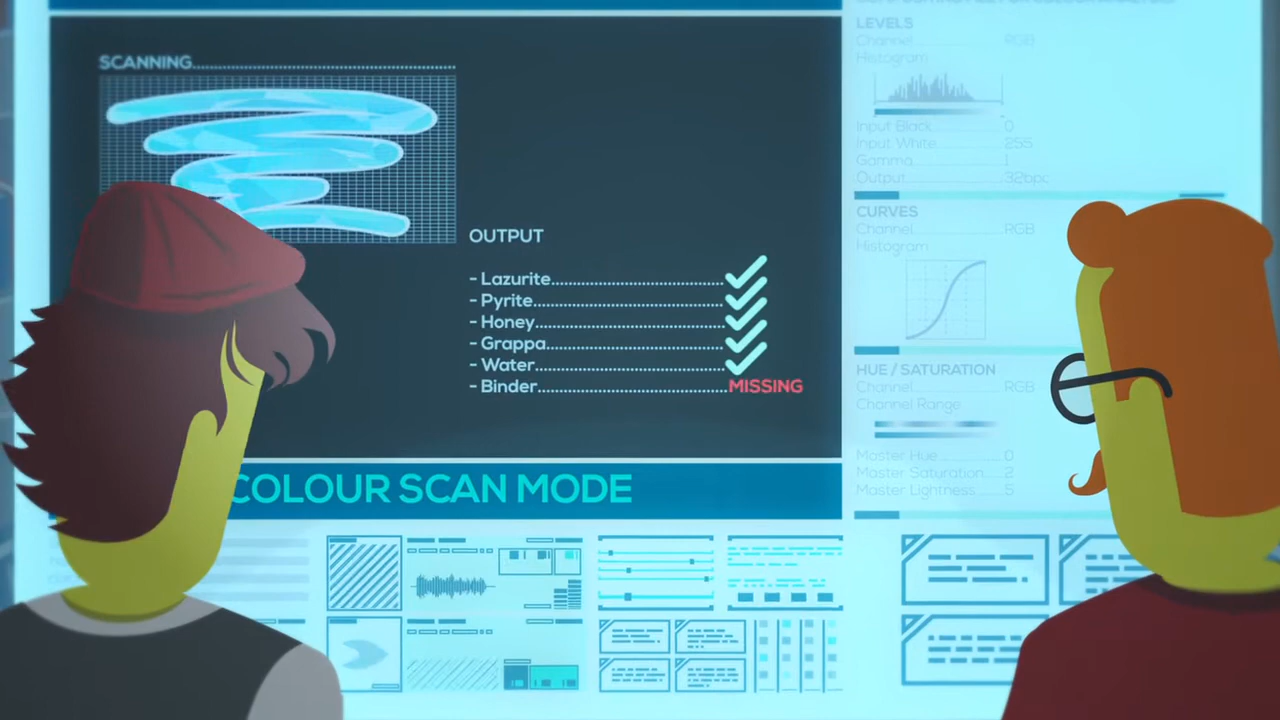 SCANNING
OUTPUT
- Lazurite
- Pyrite
- Honey
- Grappa
- Water
- Binder MISSING
COLOUR SCAN MODE
LEVELS
Channel RGB
Histogram
Input Black 0
Input White 255
Gamma 1
Output 32bpc
CURVES
Channel RGB
Histogram
HUE / SATURATION
Channel RGB
Channel Range
Master Hue 0
Master Saturation 2
Master Lightness 5